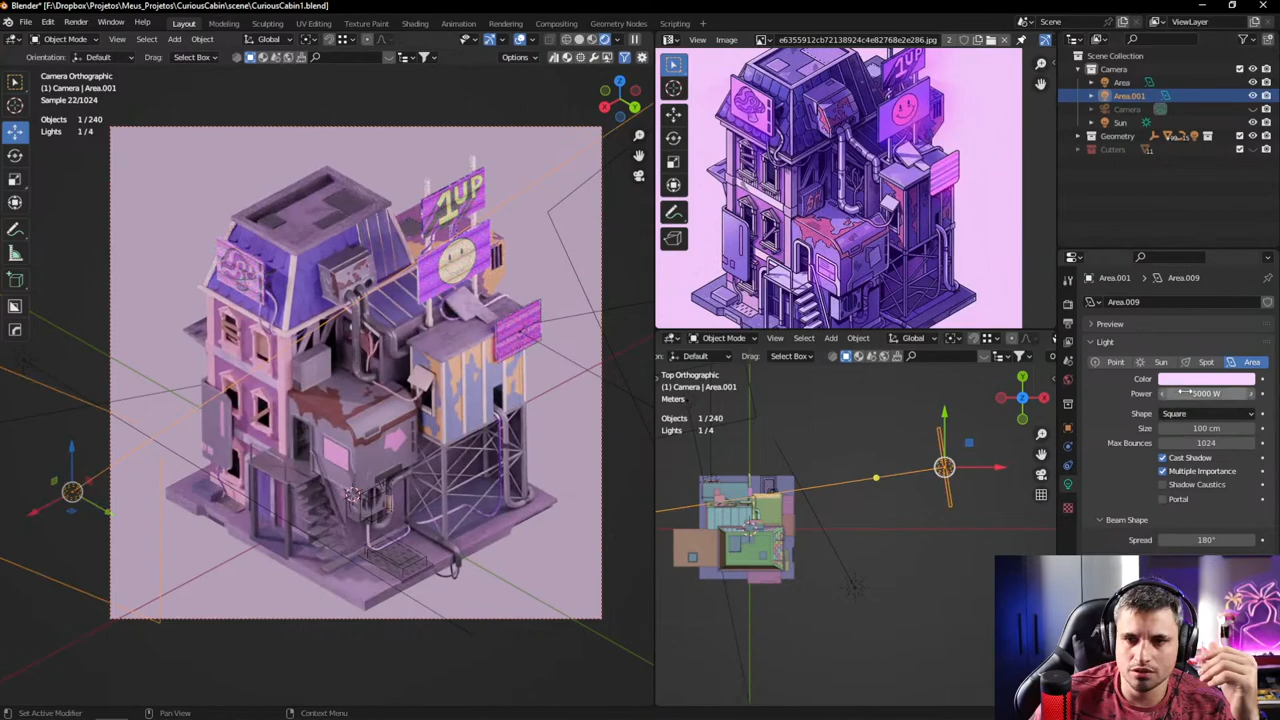 Blender* [F:\Dropbox\Projetos\Meus_Projetos\CuriousCabin\scene\CuriousCabin1.blend]
File Edit Render Window Help Layout Modeling Sculpting UV Editing Texture Paint Shading Animation Rendering Compositing Geometry Nodes Scripting Scene ViewLayer
Object Mode View Select Add Object Global
Orientation: Default Drag: Select Box Options
Camera Orthographic
(1) Camera | Area.001
Sample 22/1024
Objects 1 / 240
Lights 1 / 4
1UP
View Image e6355912cb72138924c4e82768e2e286.jpg 2
1UP
Object Mode View Select Add Object Global
Default Drag: Select Box
Top Orthographic
(1) Camera | Area.001
Meters
Objects 1 / 240
Lights 1 / 4
Scene Collection
Camera
Area
Area.001
Camera
Sun
Geometry
Cutters 11
Area.001 Area.009
Area.009
Preview
Light
Point Sun Spot Area
Color
Power 5000 W
Shape Square
Size 100 cm
Max Bounces 1024
Cast Shadow
Multiple Importance
Shadow Caustics
Portal
Beam Shape
Spread 180°
Set Active Modifier Pan View Context Menu